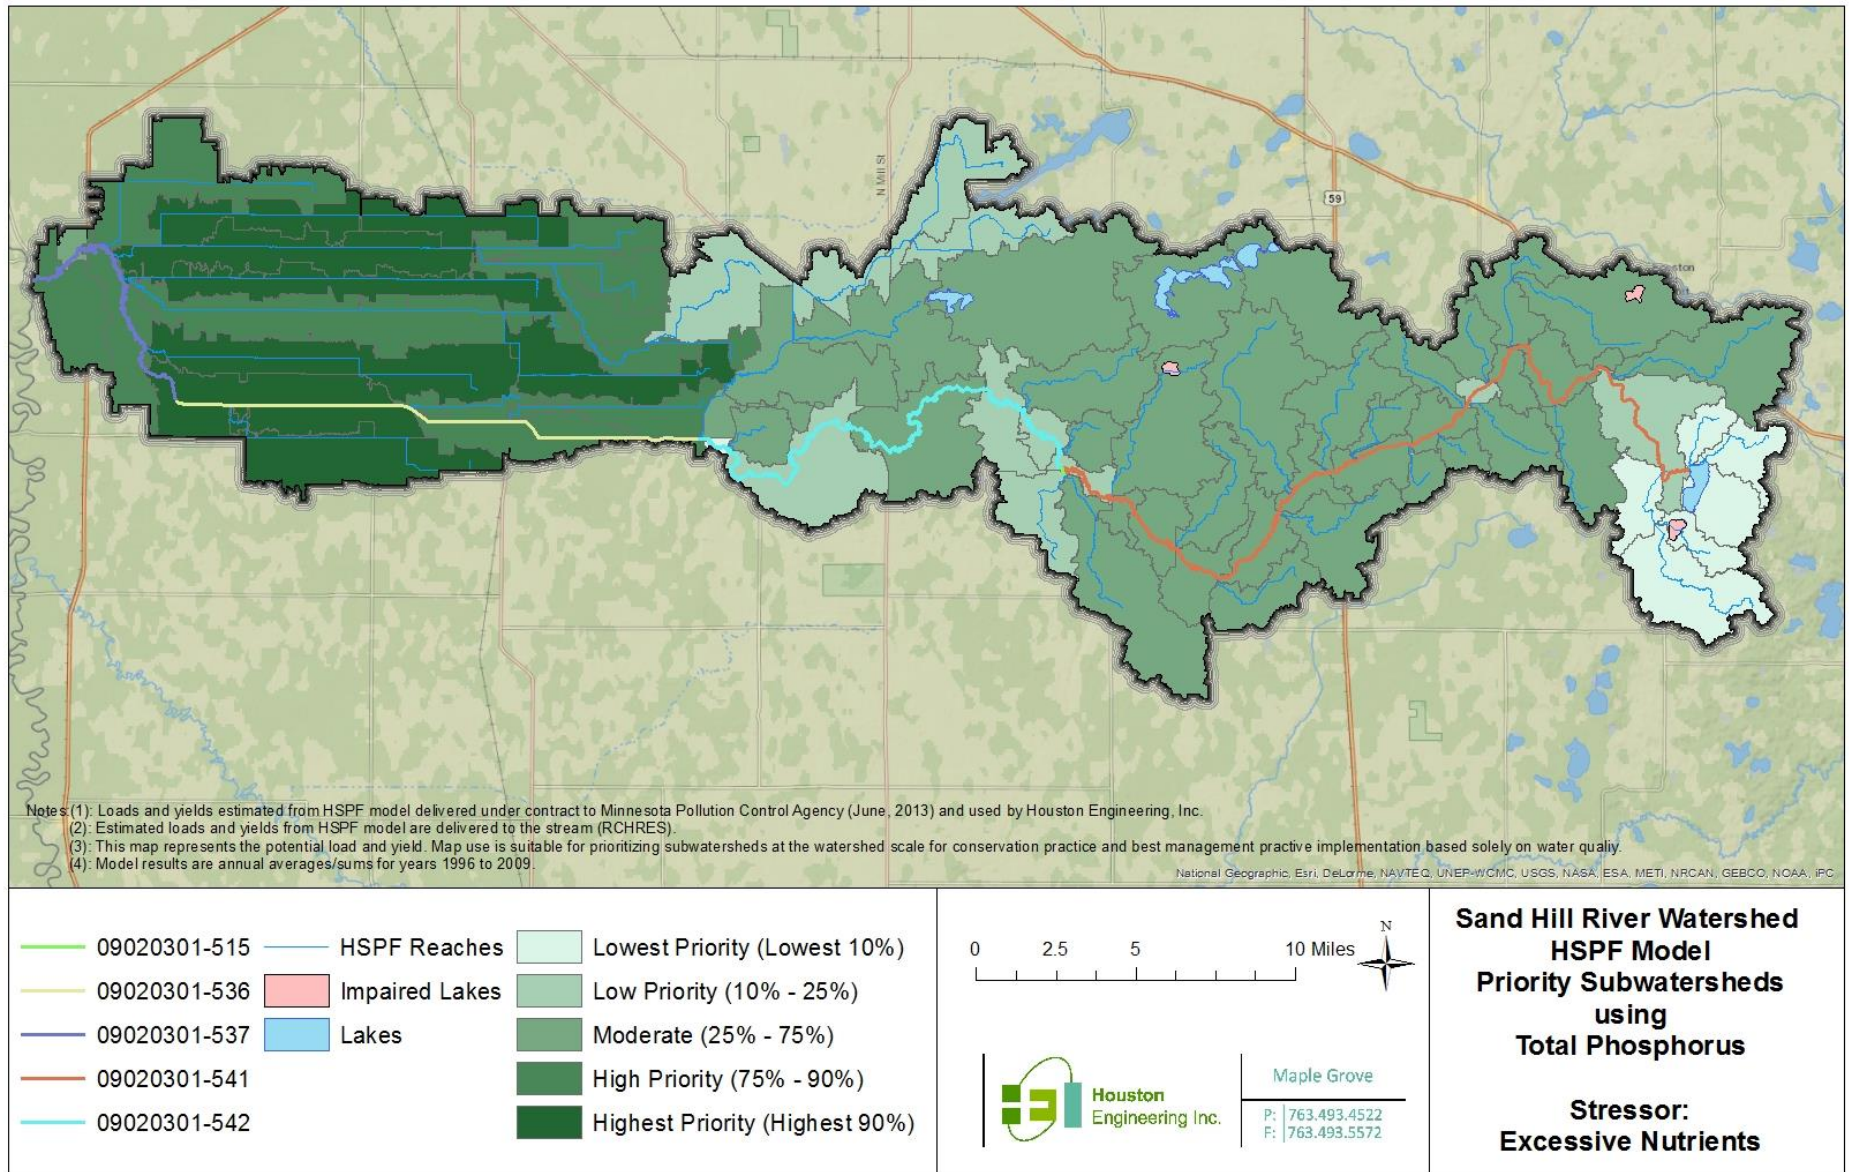 59
N Mill St
Notes:(1): Loads and yields estimated from HSPF model delivered under contract to Minnesota Pollution Control Agency (June, 2013) and used by Houston Engineering, Inc.
(2): Estimated loads and yields from HSPF model are delivered to the stream (RCHRES).
(3): This map represents the potential load and yield. Map use is suitable for prioritizing subwatersheds at the watershed scale for conservation practice and best management practive implementation based solely on water qualiy.
(4): Model results are annual averages/sums for years 1996 to 2009.
National Geographic, Esri, DeLorme, NAVTEQ, UNEP-WCMC, USGS, NASA, ESA, METI, NRCAN, GEBCO, NOAA, iPC
09020301-515
09020301-536
09020301-537
09020301-541
09020301-542
HSPF Reaches
Impaired Lakes
Lakes
Lowest Priority (Lowest 10%)
Low Priority (10% - 25%)
Moderate (25% - 75%)
High Priority (75% - 90%)
Highest Priority (Highest 90%)
0 2.5 5 10 Miles
N
Houston
Engineering Inc.
Maple Grove
P: 763.493.4522
F: 763.493.5572
Sand Hill River Watershed
HSPF Model
Priority Subwatersheds
using
Total Phosphorus
Stressor:
Excessive Nutrients